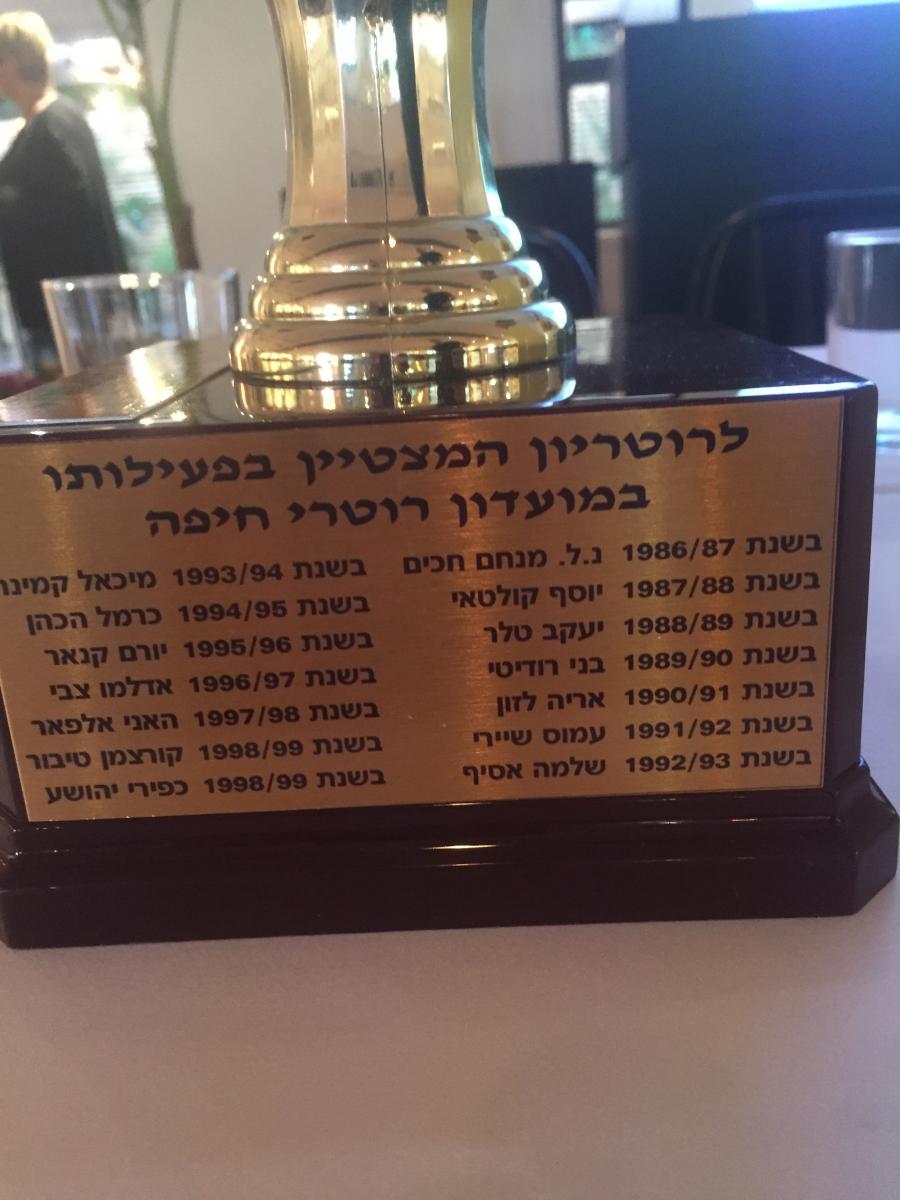 לרוטריון המצטיין בפעילותו
במועדון רוטרי חיפה
בשנת 1986/87 נ.ל. מנחם חכים
בשנת 1987/88 יוסף קולטאי
בשנת 1988/89 יעקב טלר
בשנת 1989/90 בני רודיטי
בשנת 1990/91 אריה לזון
בשנת 1991/92 עמוס שיירי
בשנת 1992/93 שלמה אסיף
בשנת 1993/94 מיכאל
בשנת 1994/95 כרמל הכהן
בשנת 1995/96 יורם קנאר
בשנת 1996/97 אדלמו צבי
בשנת 1997/98 האני אלפאר
בשנת 1998/99 קורצמן טיבור
בשנת 1998/99 כפירי יהושע